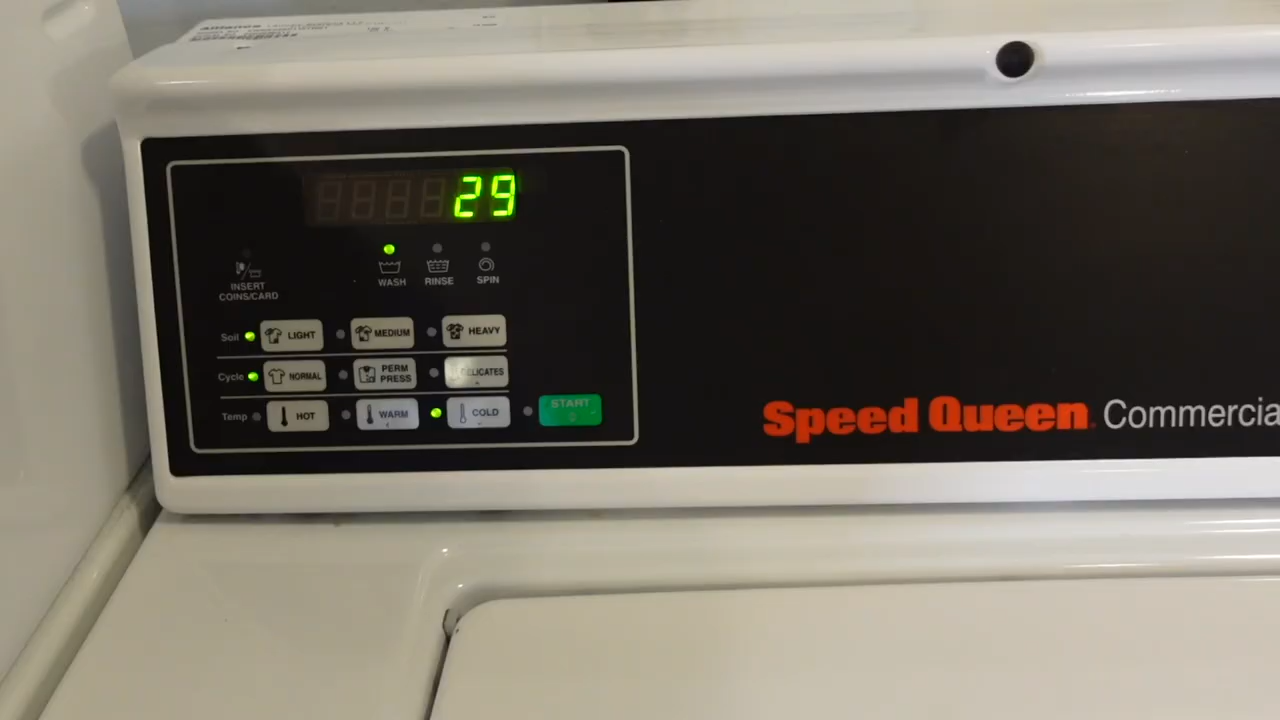 29
WASH RINSE SPIN
INSERT
COINS/CARD
Soil LIGHT MEDIUM HEAVY
Cycle NORMAL PERM PRESS DELICATES
Temp HOT WARM COLD START
Speed Queen Commercia